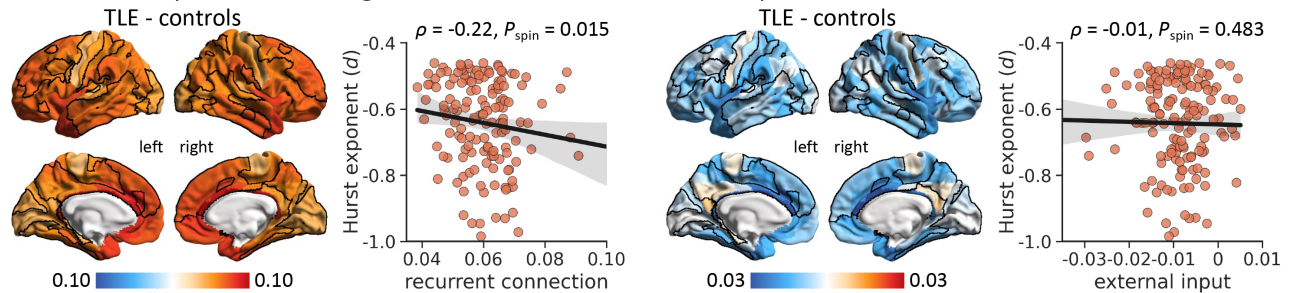 TLE - controls
left right
0.10 0.10
ρ = -0.22, Pspin = 0.015
Hurst exponent (d)
-0.4
-0.6
-0.8
-1.0
0.04 0.06 0.08 0.10
recurrent connection
TLE - controls
left right
0.03 0.03
ρ = -0.01, Pspin = 0.483
Hurst exponent (d)
-0.4
-0.6
-0.8
-1.0
-0.03 -0.02 -0.01 0 0.01
external input